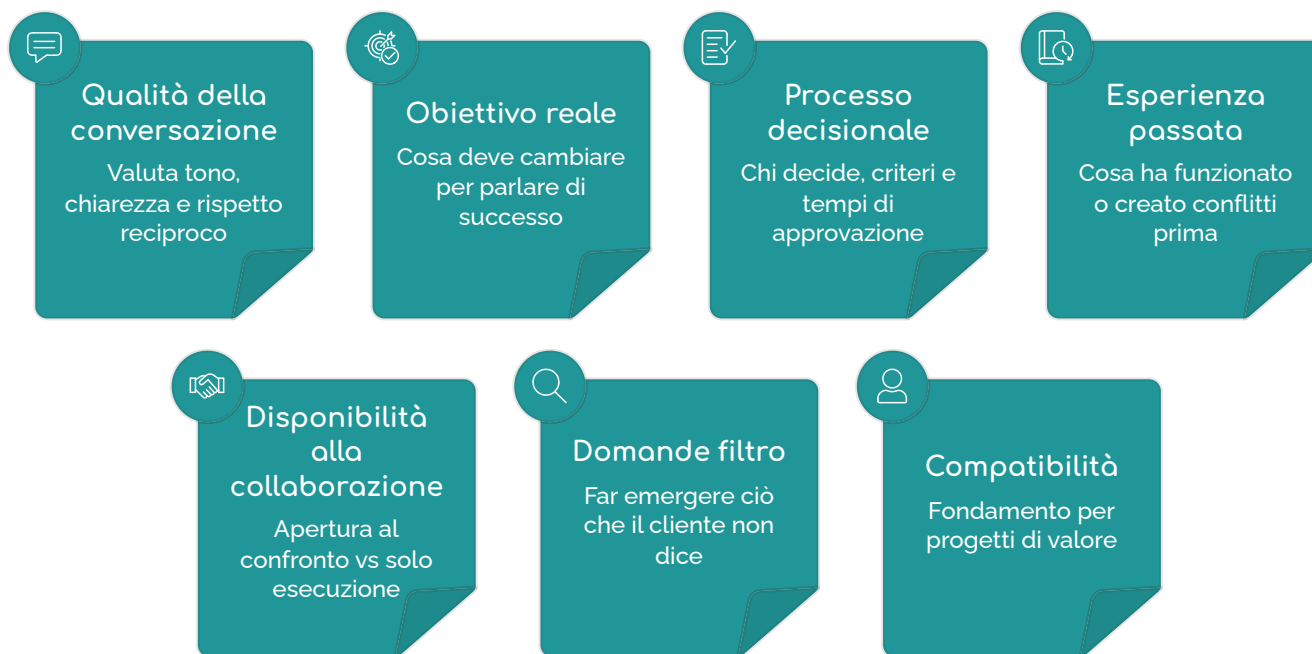 Qualità della
conversazione
Valuta tono,
chiarezza e rispetto
reciproco
Obiettivo reale
Cosa deve cambiare
per parlare di
successo
Processo
decisionale
Chi decide, criteri e
tempi di
approvazione
Esperienza
passata
Cosa ha funzionato
o creato conflitti
prima
Disponibilità
alla
collaborazione
Apertura al
confronto vs solo
esecuzione
Domande filtro
Far emergere ciò
che il cliente non
dice
Compatibilità
Fondamento per
progetti di valore